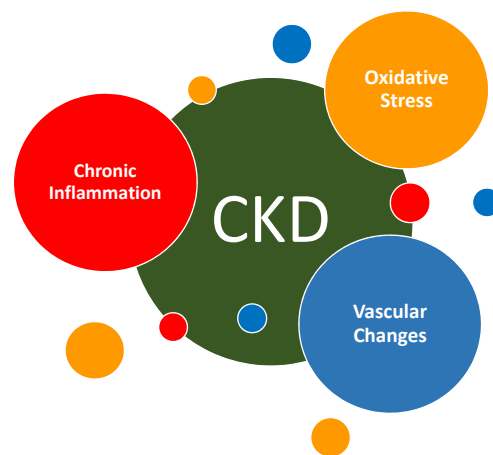 Oxidative
Stress
Chronic
Inflammation
CKD
Vascular
Changes